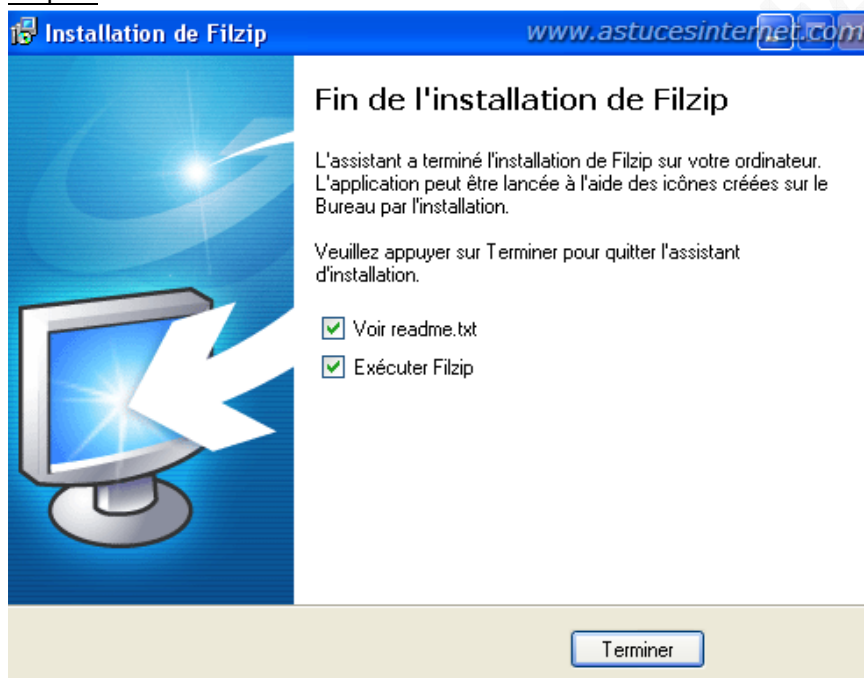 Installation de Filzip
www.astucesinternet.com
Fin de l'installation de Filzip
L'assistant a terminé l'installation de Filzip sur votre ordinateur.
L'application peut être lancée à l'aide des icônes créées sur le
Bureau par l'installation.
Veuillez appuyer sur Terminer pour quitter l'assistant
d'installation.
Voir readme.txt
Exécuter Filzip
Terminer